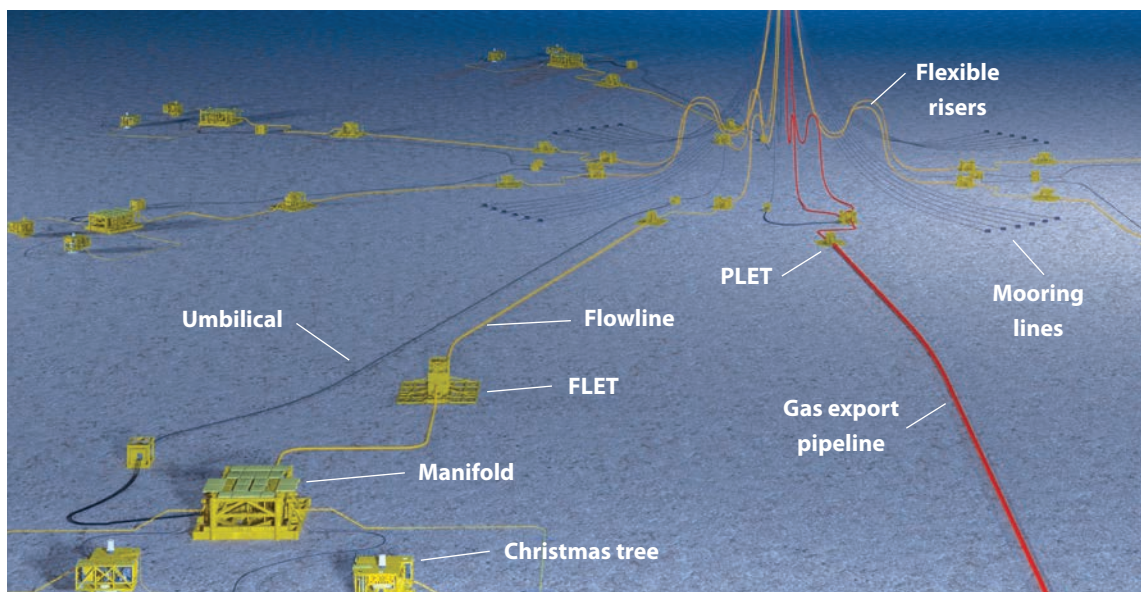 Flexible
risers
PLET
Mooring
lines
Umbilical
Flowline
FLET
Gas export
pipeline
Manifold
Christmas tree